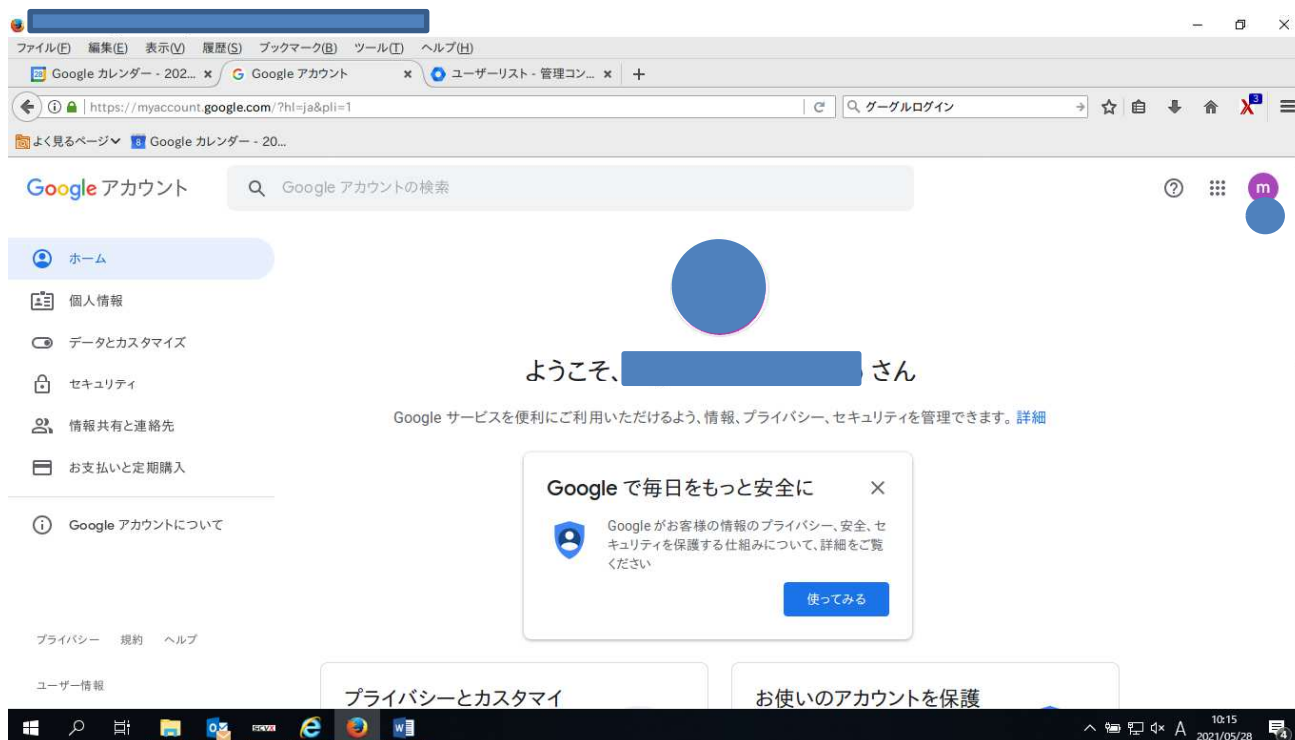 ファイル(F) 編集(E) 表示(V) 履歴(S) ブックマーク(B) ツール(T) ヘルプ(H)
28 Google カレンダー - 202... × G Google アカウント × ユーザーリスト - 管理コン... × +
https://myaccount.google.com/?hl=ja&pli=1 グーグルログイン 3
よく見るページ 8 Google カレンダー - 20...
Google アカウント Google アカウントの検索 m
ホーム
個人情報
データとカスタマイズ
セキュリティ
情報共有と連絡先
お支払いと定期購入
Google アカウントについて
プライバシー 規約 ヘルプ
ユーザー情報
ようこそ、 さん
Google サービスを便利にご利用いただけるよう、情報、プライバシー、セキュリティを管理できます。詳細
Google で毎日をもっと安全に ×
Google がお客様の情報のプライバシー、安全、セ
キュリティを保護する仕組みについて、詳細をご覧
ください
使ってみる
プライバシーとカスタマイ
お使いのアカウントを保護
A 10:15
2021/05/28 4